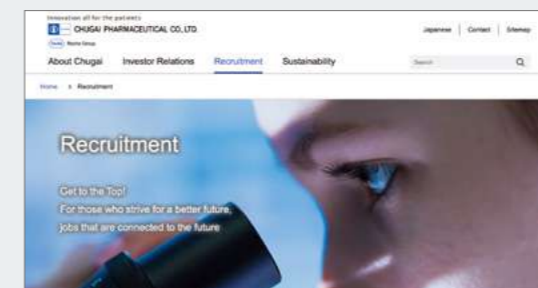 Innovation all for the patients
CHUGAI PHARMACEUTICAL CO., LTD.
Roche Roche Group
Japanese
Contact
Sitemap
About Chugai
Investor Relations
Recruitment
Sustainability
Search
Home > Recruitment
Recruitment
Get to the Top!
For those who strive for a better future,
jobs that are connected to the future